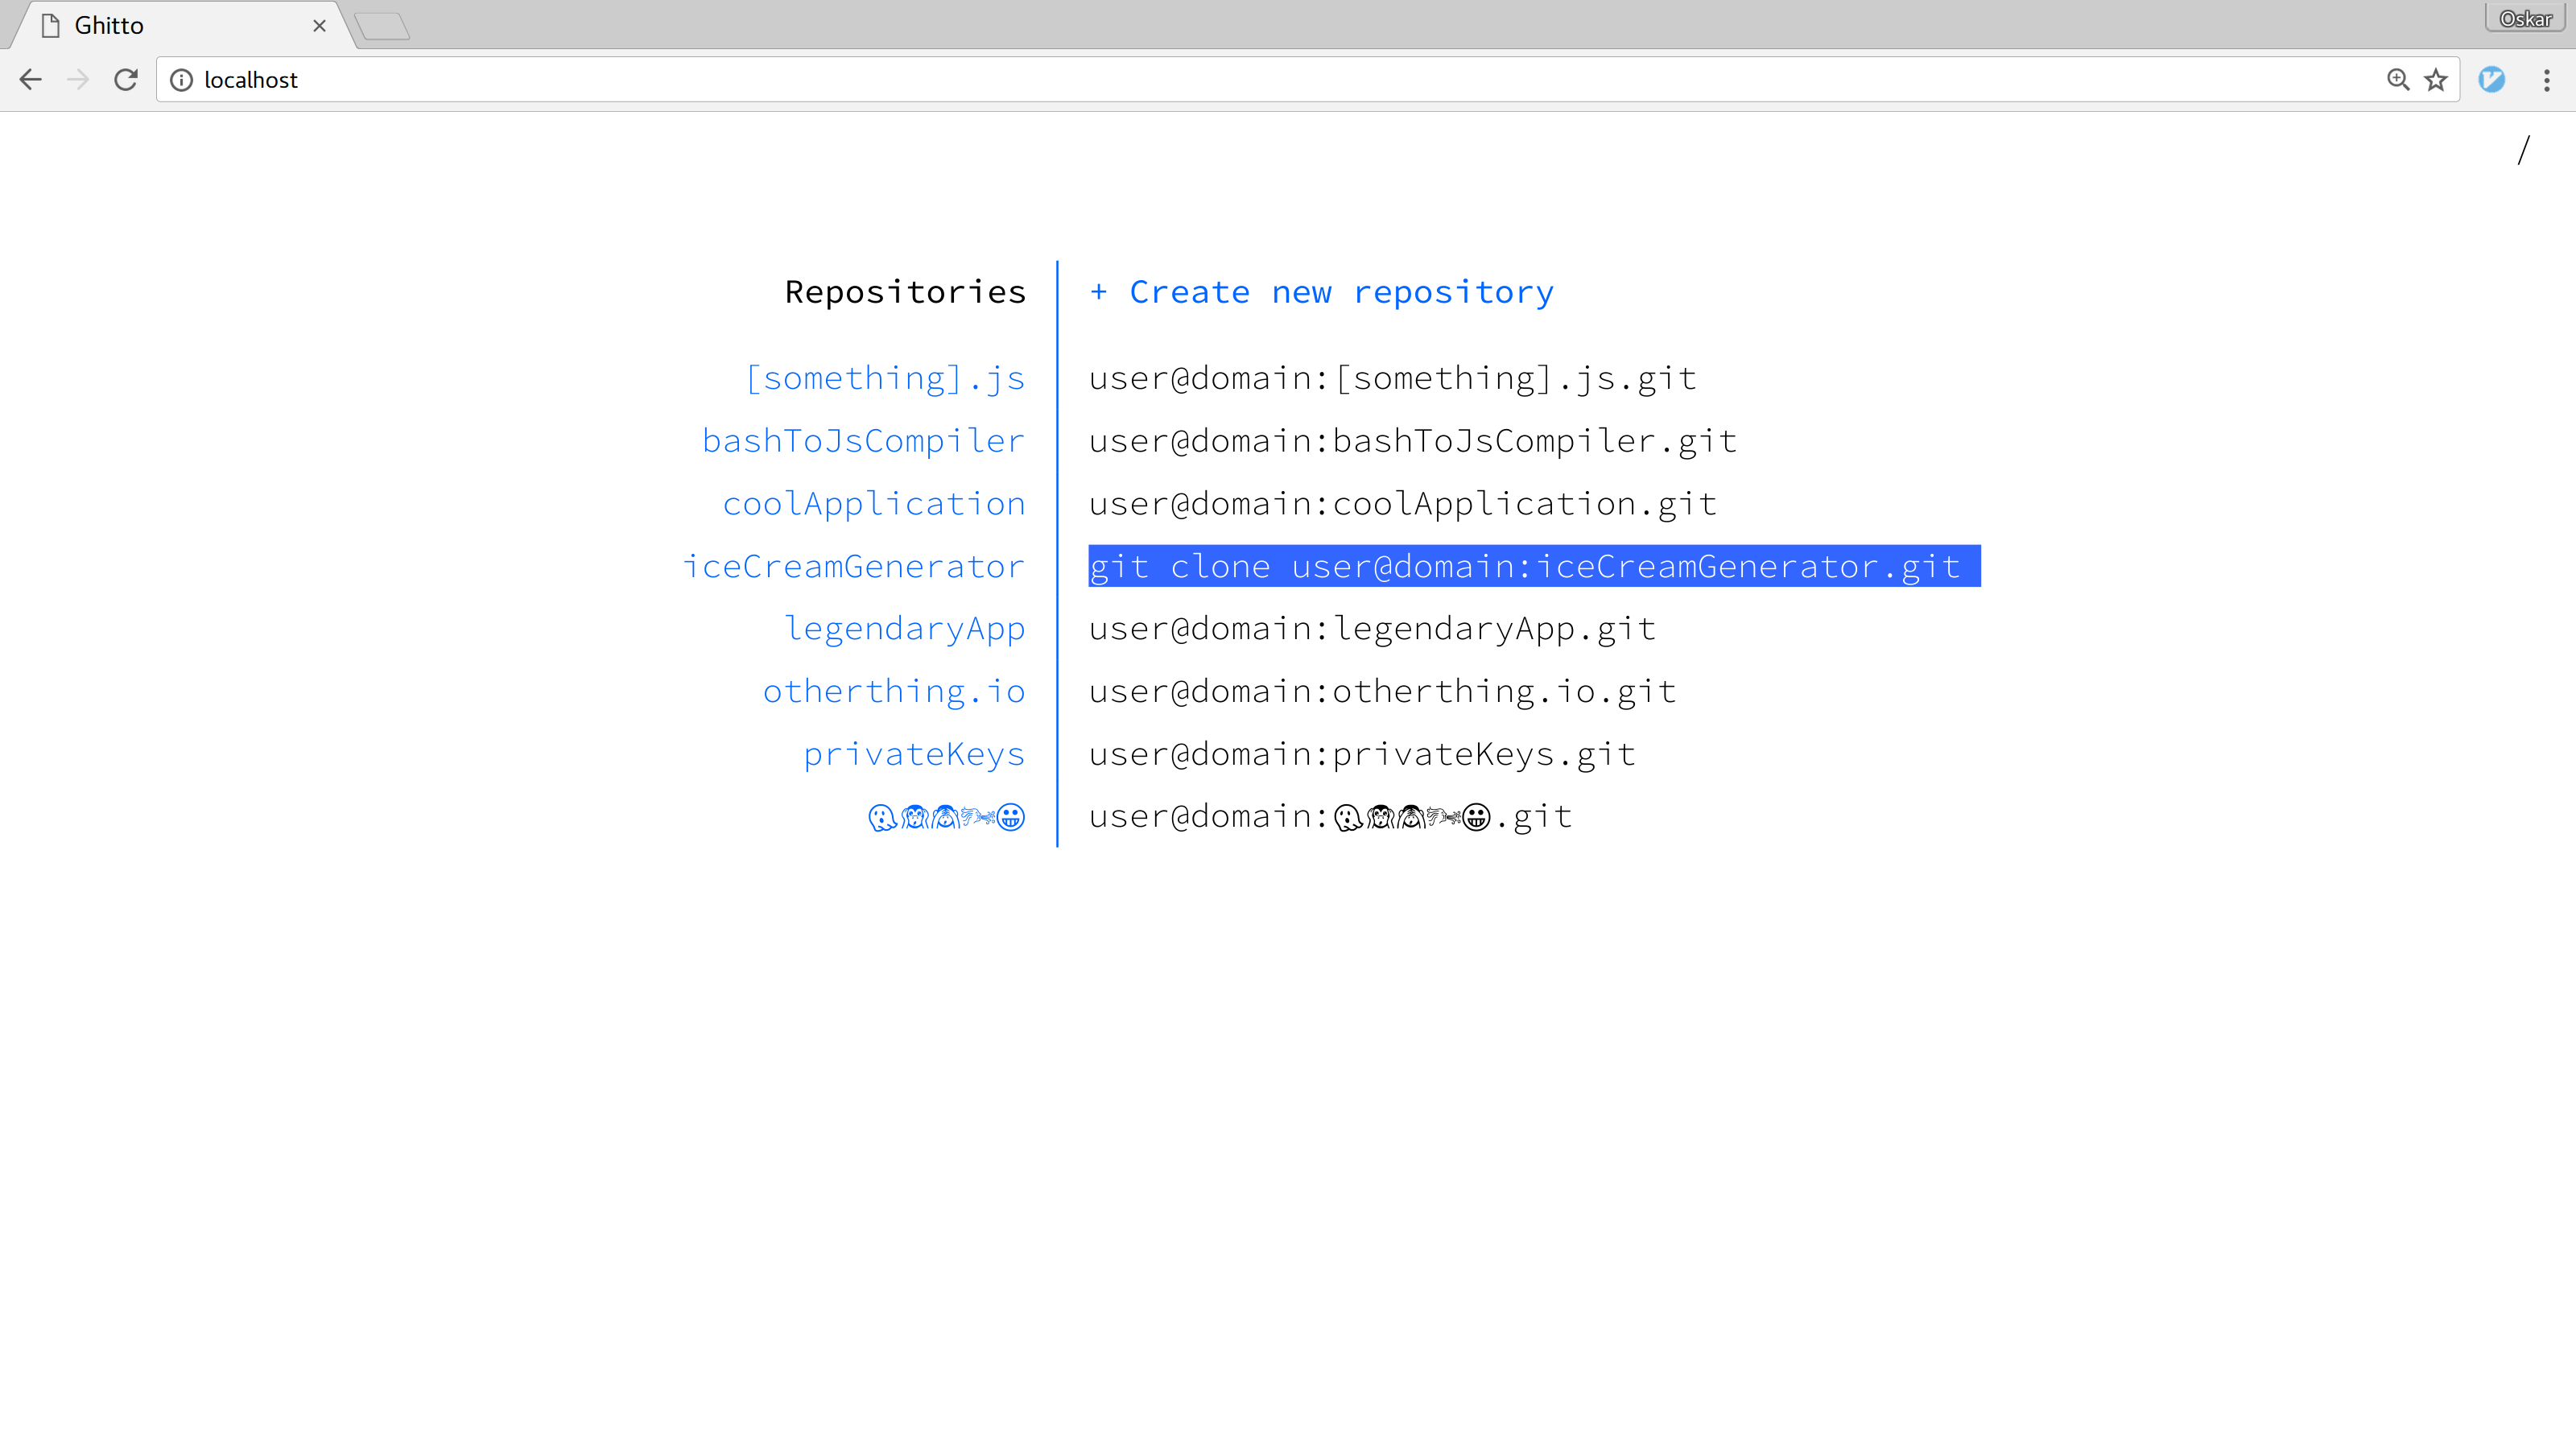 Ghitto
Oskar
localhost
/
Repositories + Create new repository
[something].js user@domain:[something].js.git
bashToJsCompiler user@domain:bashToJsCompiler.git
coolApplication user@domain:coolApplication.git
iceCreamGenerator git clone user@domain:iceCreamGenerator.git
legendaryApp user@domain:legendaryApp.git
otherthing.io user@domain:otherthing.io.git
privateKeys user@domain:privateKeys.git
user@domain:.git